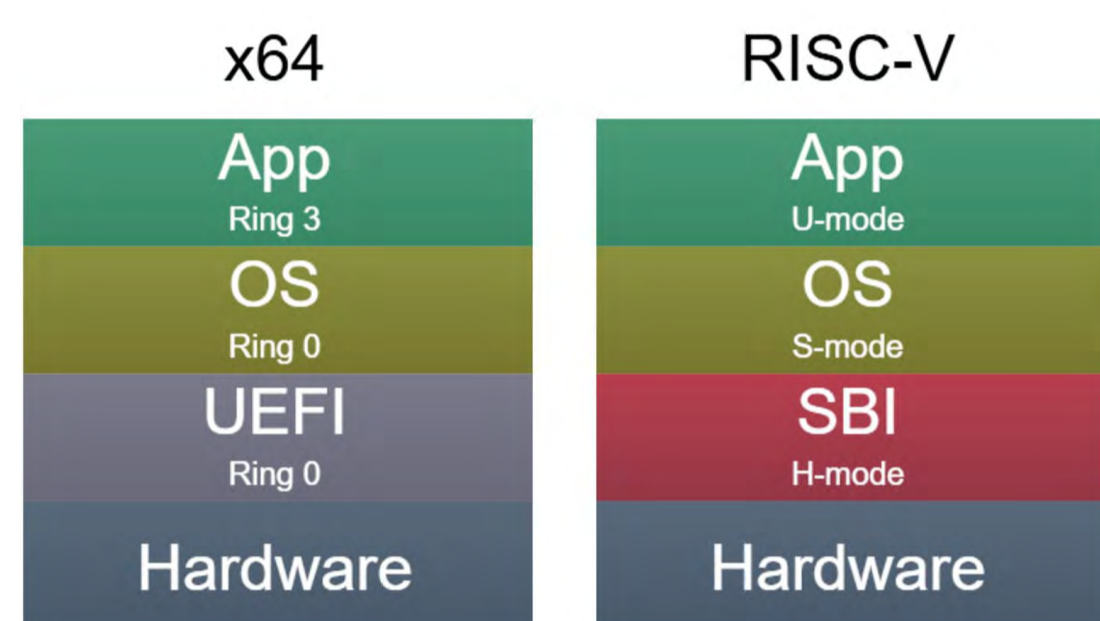 x64
App
Ring 3
OS
Ring 0
UEFI
Ring 0
Hardware
RISC-V
App
U-mode
OS
S-mode
SBI
H-mode
Hardware